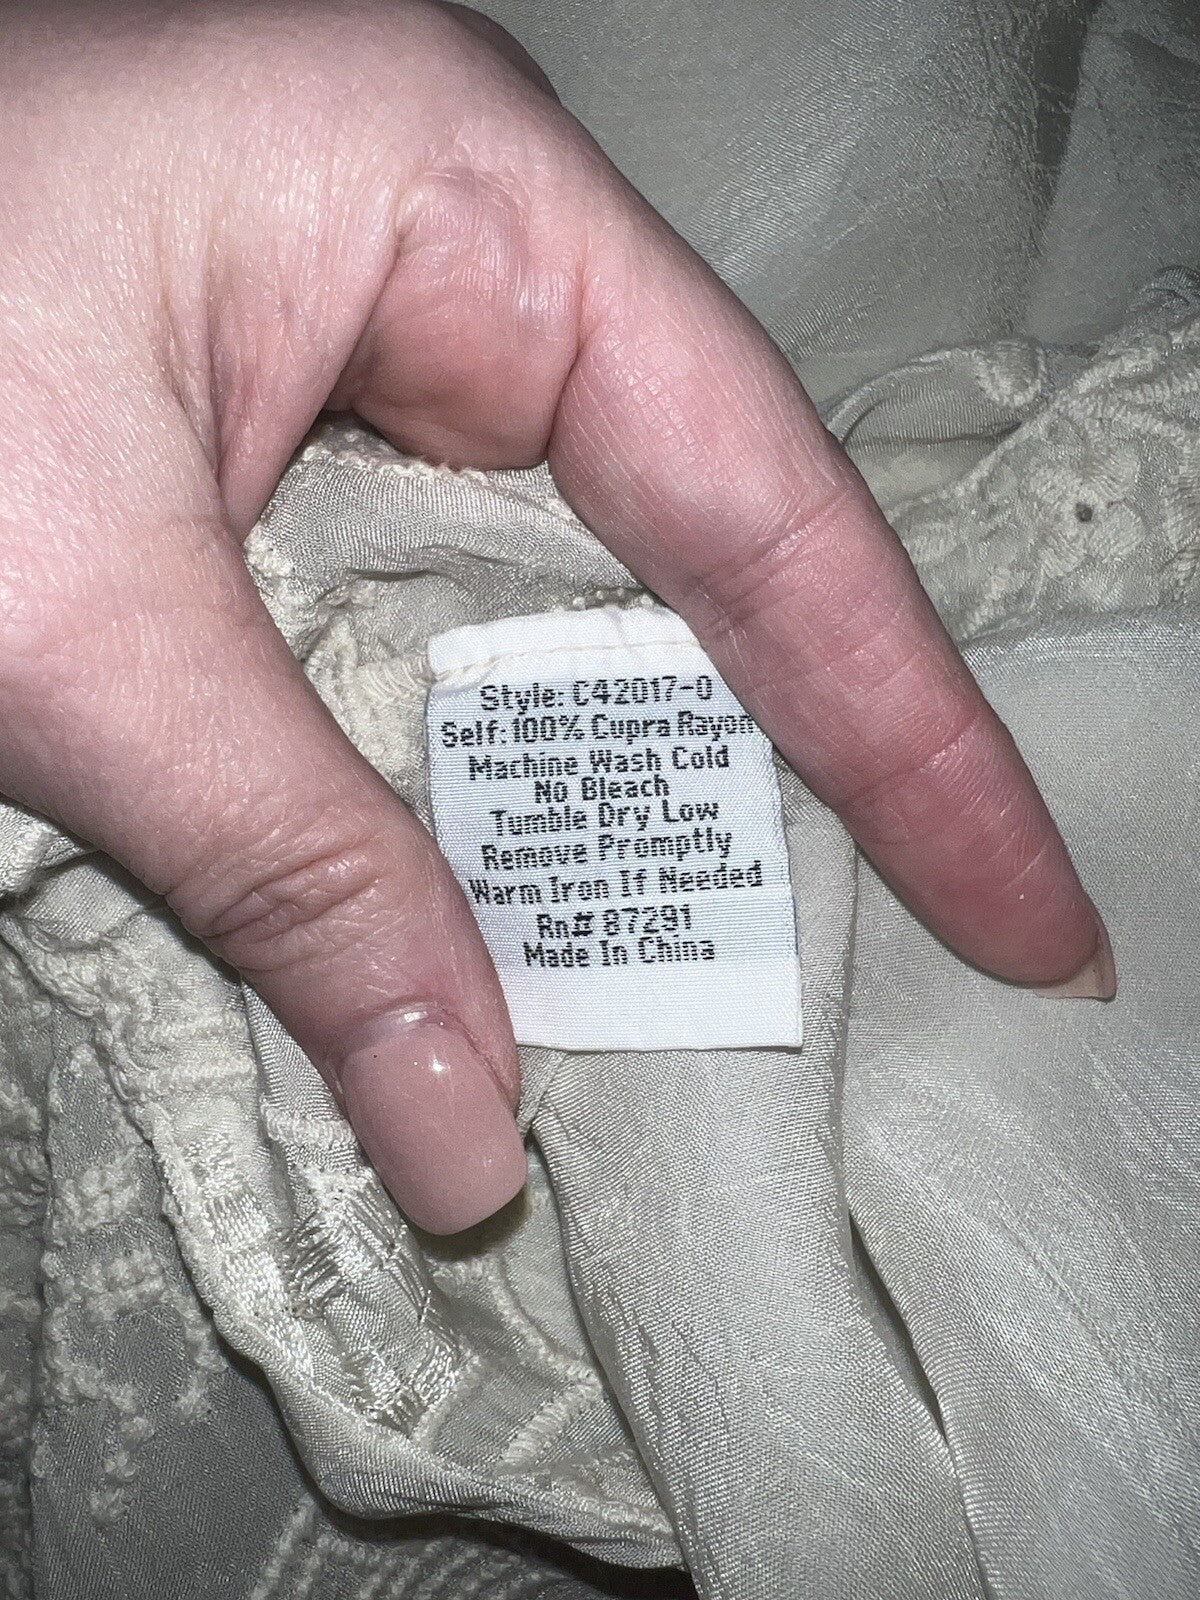 Style: C42017-0
Self: 100% Cupra Rayon
Machine Wash Cold
No Bleach
Tumble Dry Low
Remove Promptly
Warm Iron If Needed
Rn# 87291
Made In China